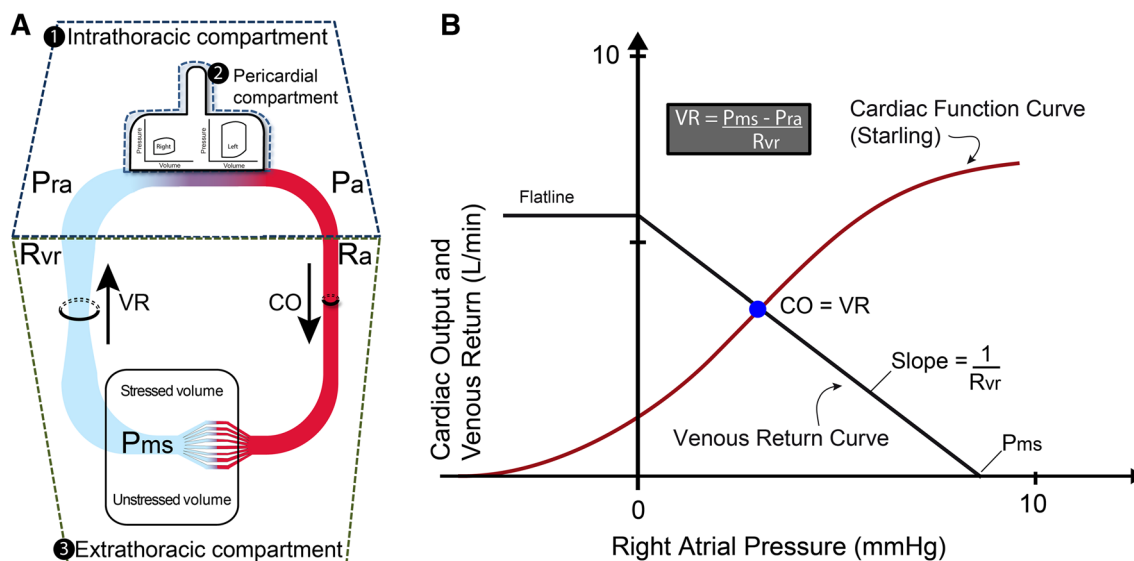 A
1 Intrathoracic compartment
2 Pericardial
compartment
Pressure
Right
Volume
Pressure
Left
Volume
Pra
Pa
Rvr
Ra
VR
CO
Stressed volume
Pms
Unstressed volume
3 Extrathoracic compartment
B
10
VR = Pms - Pra
Rvr
Cardiac Function Curve
(Starling)
Flatline
Cardiac Output and
Venous Return (L/min)
CO = VR
Slope = 1
Rvr
Venous Return Curve
Pms
0
10
Right Atrial Pressure (mmHg)